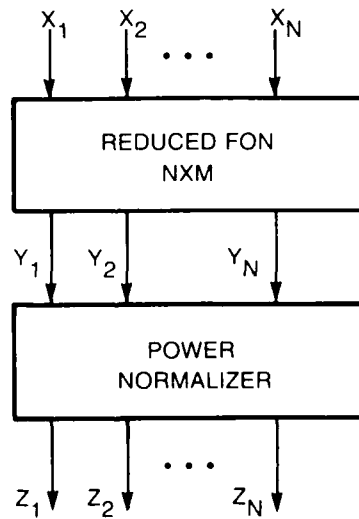 X1 X2 ... XN
REDUCED FON
NXM
Y1 Y2 YN
POWER
NORMALIZER
...
Z1 Z2 ZN